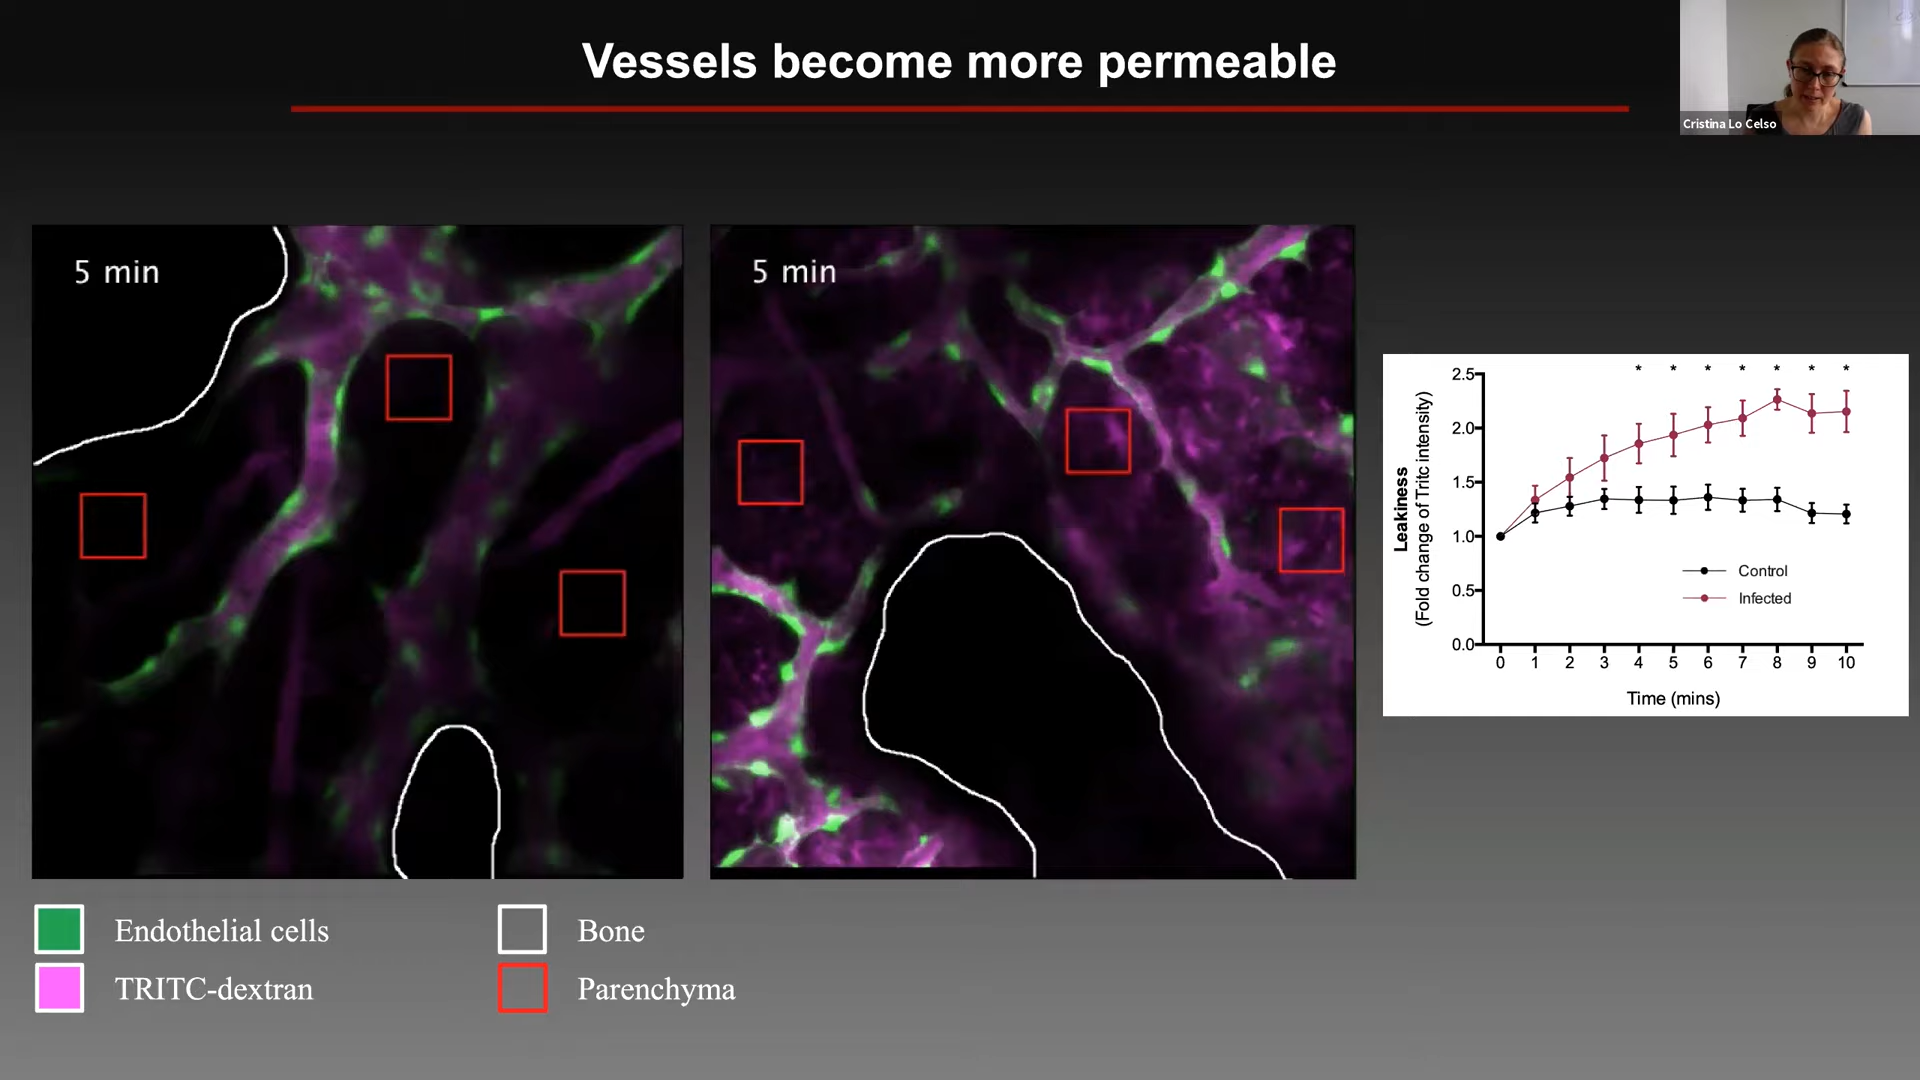 Vessels become more permeable
Cristina Lo Celso
5 min
5 min
Leakiness
(Fold change of Tritc intensity)
2.5
2.0
1.5
1.0
0.5
0.0
* * * * * * *
Control
Infected
0 1 2 3 4 5 6 7 8 9 10
Time (mins)
Endothelial cells
Bone
TRITC-dextran
Parenchyma